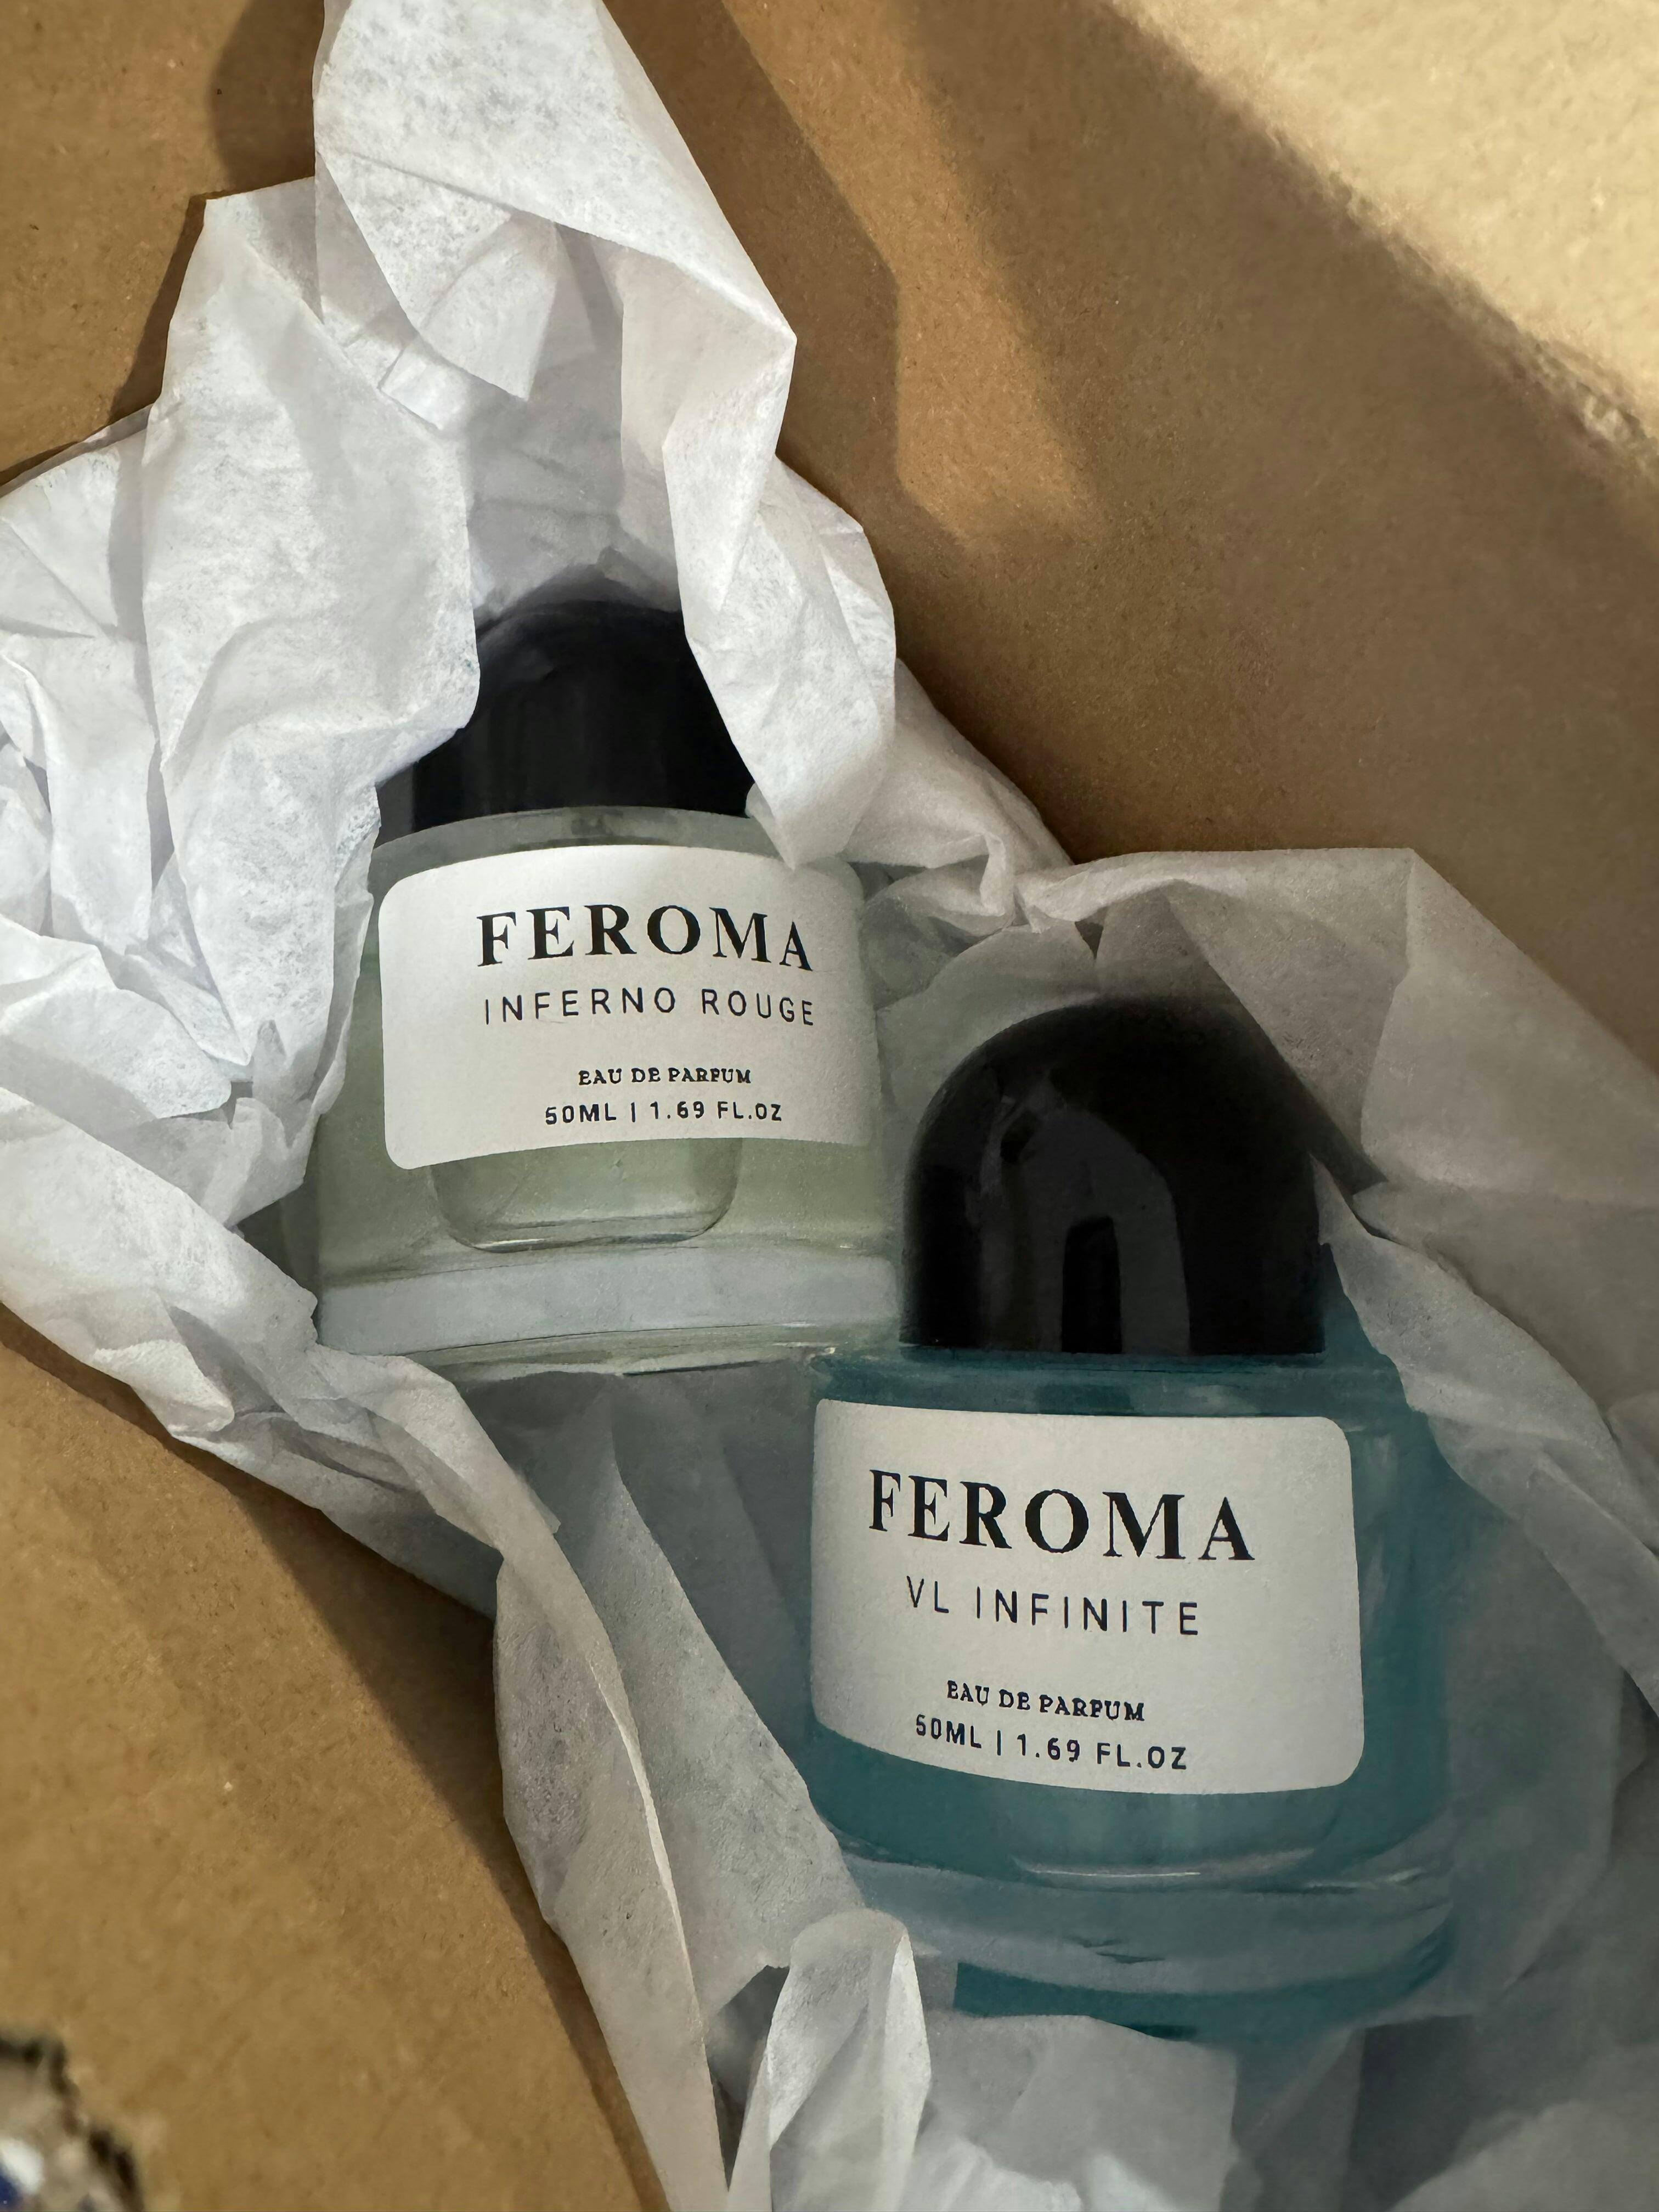 FEROMA
INFERNO ROUGE
EAU DE PARFUM
50ML | 1.69 FL.OZ
FEROMA
VL INFINITE
EAU DE PARFUM
50ML | 1.69 FL.OZ